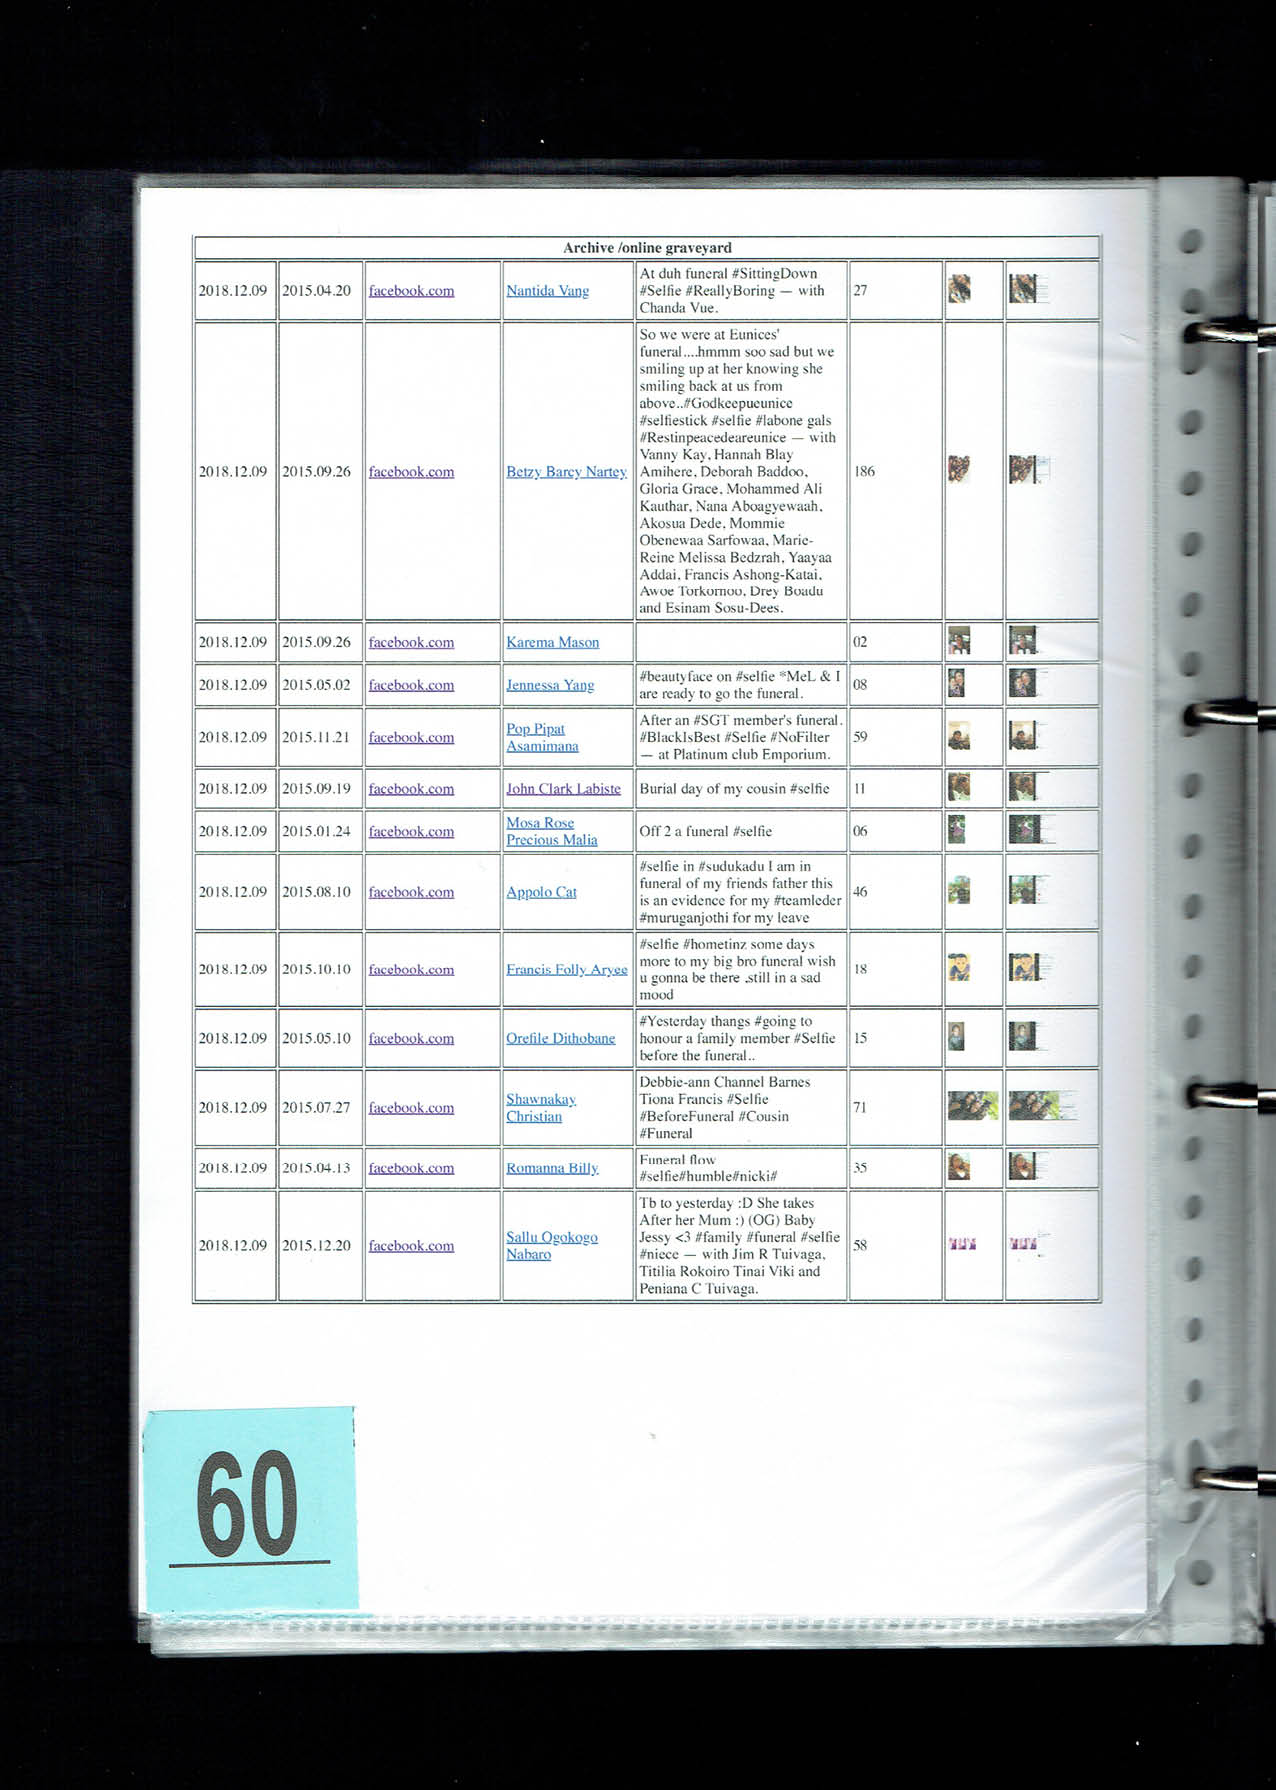 Archive /online graveyard
2018.12.09 2015.04.20 facebook.com Nantida Vang
At duh funeral #SittingDown
#Selfie #ReallyBoring — with
Chanda Vue.
27
2018.12.09 2015.09.26 facebook.com Betzy Barcy Nartey
So we were at Eunices'
funeral....hmmm soo sad but we
smiling up at her knowing she
smiling back at us from
above..#Godkeepueunice
#selfiestick #selfie #labone gals
#Restinpeacedeareunice — with
Vanny Kay, Hannah Blay
Amihere, Deborah Baddoo,
Gloria Grace, Mohammed Ali
Kauthar, Nana Aboagyewaah,
Akosua Dede, Mommie
Obenewaa Sarfowaa, Marie-
Reine Melissa Bedzrah, Yaayaa
Addai, Francis Ashong-Katai,
Awoe Torkornoo, Drey Boadu
and Esinam Sosu-Dees.
186
2018.12.09 2015.09.26 facebook.com Karema Mason 02
2018.12.09 2015.05.02 facebook.com Jennessa Yang
#beautyface on #selfie *MeL & I
are ready to go the funeral.
08
2018.12.09 2015.11.21 facebook.com
Pop Pipat
Asamimana
After an #SGT member's funeral.
#BlackIsBest #Selfie #NoFilter
— at Platinum club Emporium.
59
2018.12.09 2015.09.19 facebook.com John Clark Labiste Burial day of my cousin #selfie 11
2018.12.09 2015.01.24 facebook.com
Mosa Rose
Precious Malia
Off 2 a funeral #selfie
06
2018.12.09 2015.08.10 facebook.com Appolo Cat
#selfie in #sudukadu I am in
funeral of my friends father this
is an evidence for my #teamleder
#muruganjothi for my leave
46
2018.12.09 2015.10.10 facebook.com Francis Folly Aryee
#selfie #hometinz some days
more to my big bro funeral wish
u gonna be there .still in a sad
mood
18
2018.12.09 2015.05.10 facebook.com Orefile Dithobane
#Yesterday thangs #going to
honour a family member #Selfie
before the funeral..
15
2018.12.09 2015.07.27 facebook.com
Shawnakay
Christian
Debbie-ann Channel Barnes
Tiona Francis #Selfie
#BeforeFuneral #Cousin
#Funeral
71
2018.12.09 2015.04.13 facebook.com Romanna Billy
Funeral flow
#selfie#humble#nicki#
35
2018.12.09 2015.12.20 facebook.com
Sallu Ogokogo
Nabaro
Tb to yesterday :D She takes
After her Mum :) (OG) Baby
Jessy <3 #family #funeral #selfie
#niece — with Jim R Tuivaga,
Titilia Rokoiro Tinai Viki and
Peniana C Tuivaga.
58
60